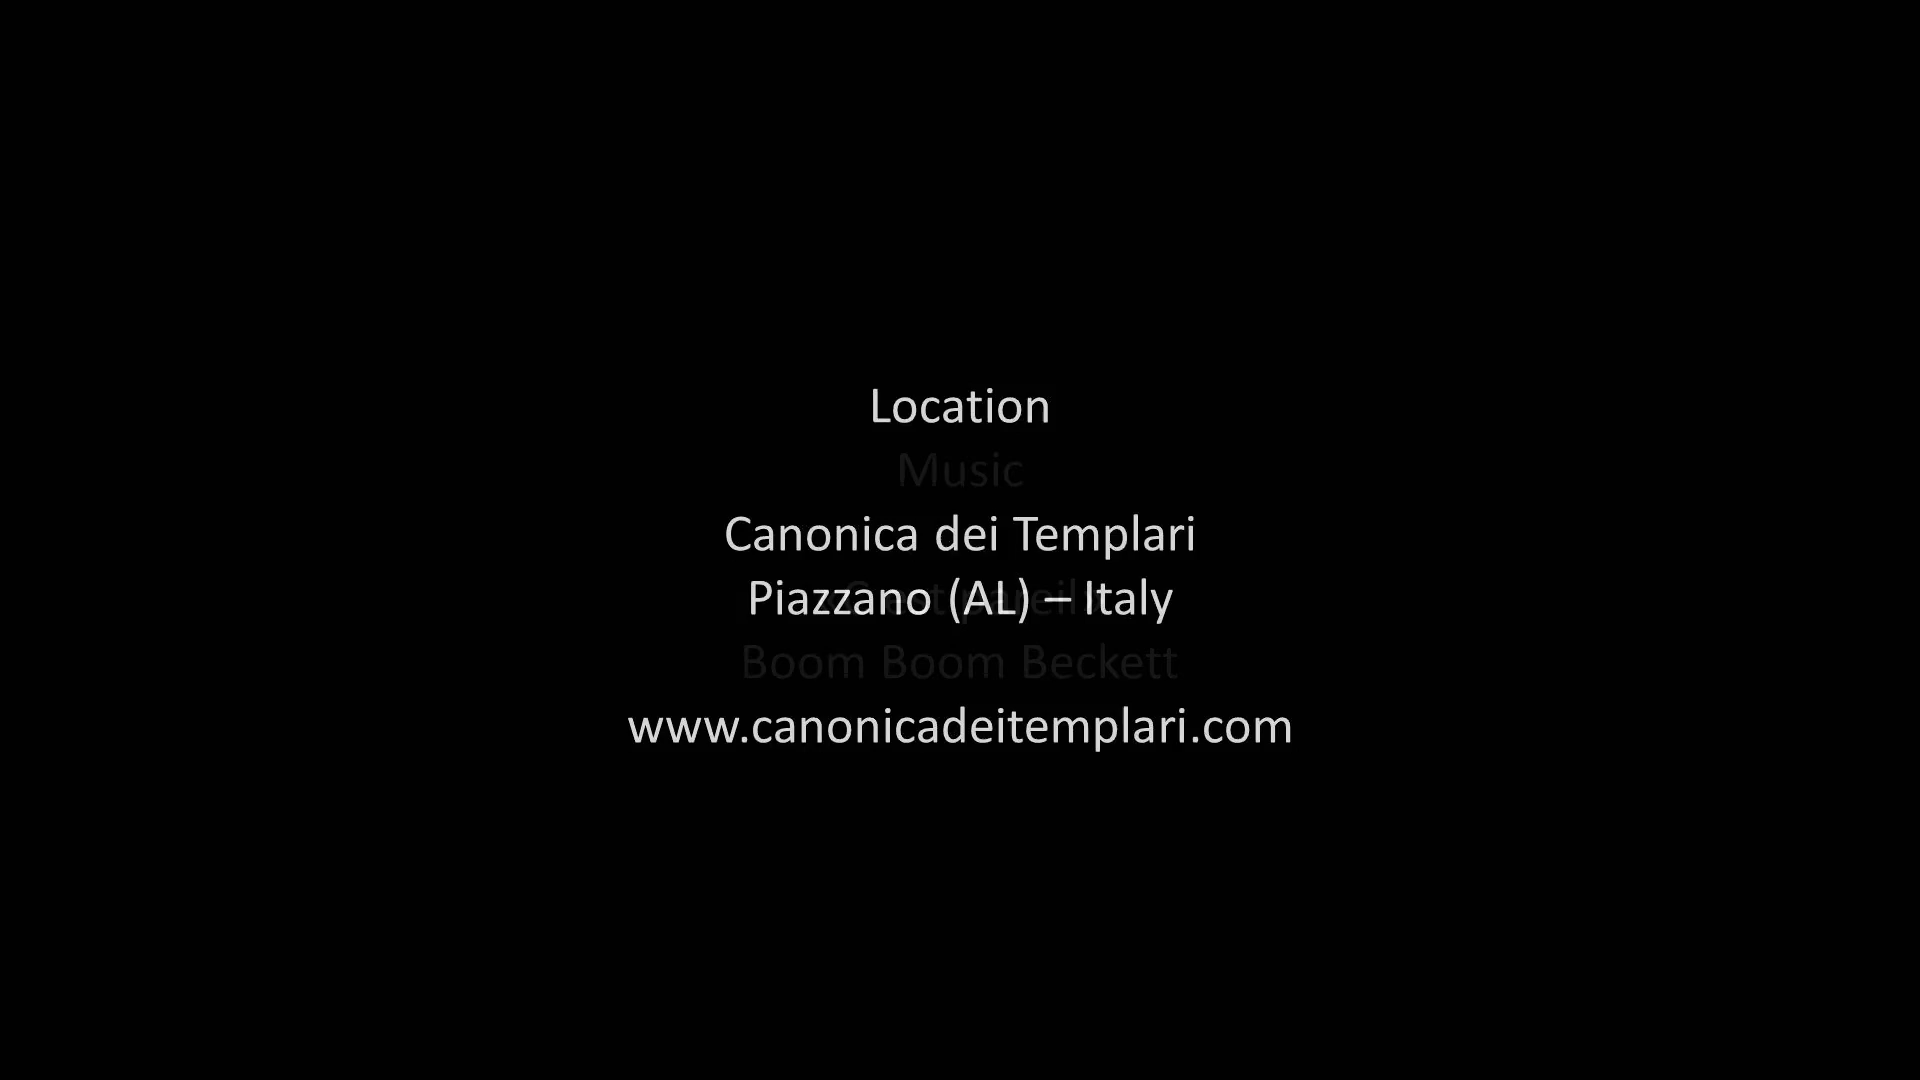 Location
Music
Canonica dei Templari
Piazzano (AL) – Italy
Boom Boom Beckett
www.canonicadeitemplari.com